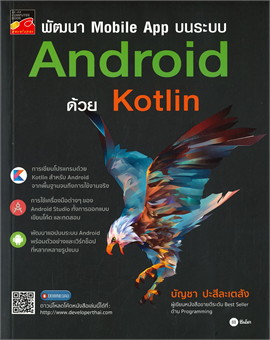 พัฒนา Mobile App บนระบบ
Android
ด้วย Kotlin
การเขียนโปรแกรมด้วย
Kotlin สำหรับ Android
จากพื้นฐานจนถึงการใช้งานจริง
การใช้เครื่องมือต่างๆ ของ
Android Studio ทั้งการออกแบบ
เขียนโค้ด และทดสอบ
พัฒนาแอปบนระบบ Android
พร้อมตัวอย่างและเวิร์กช็อป
ที่หลากหลายรูปแบบ
บัญชา ปะสีละเตสัง
ผู้เขียนหนังสือขายดีระดับ Best Seller
ด้าน Programming
DOWNLOAD
ดาวน์โหลดโค้ดหนังสือเล่มนี้ได้ที่:
http://www.developerthai.com
ซีเอ็ด